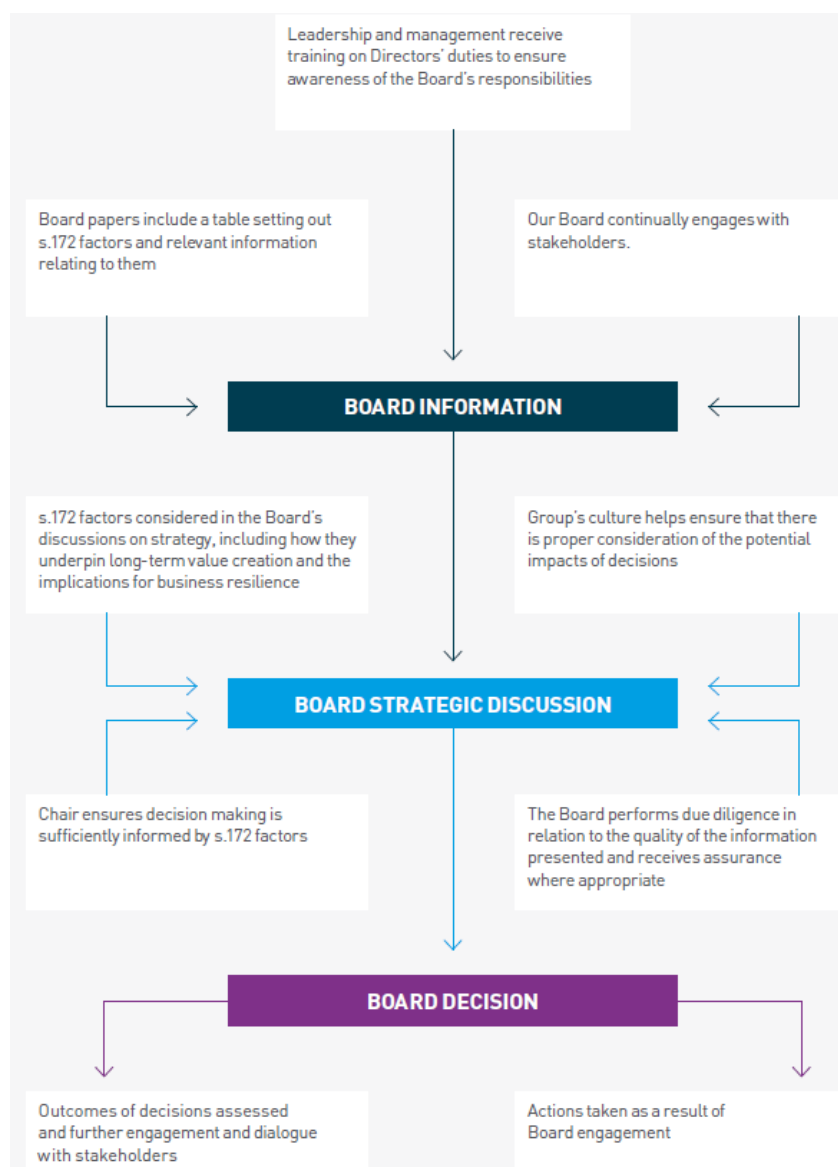 Leadership and management receive
training on Directors’ duties to ensure
awareness of the Board’s responsibilities
Board papers include a table setting out
s.172 factors and relevant information
relating to them
Our Board continually engages with
stakeholders.
BOARD INFORMATION
s.172 factors considered in the Board’s
discussions on strategy, including how they
underpin long-term value creation and the
implications for business resilience
Group’s culture helps ensure that there
is proper consideration of the potential
impacts of decisions
BOARD STRATEGIC DISCUSSION
Chair ensures decision making is
sufficiently informed by s.172 factors
The Board performs due diligence in
relation to the quality of the information
presented and receives assurance
where appropriate
BOARD DECISION
Outcomes of decisions assessed
and further engagement and dialogue
with stakeholders
Actions taken as a result of
Board engagement